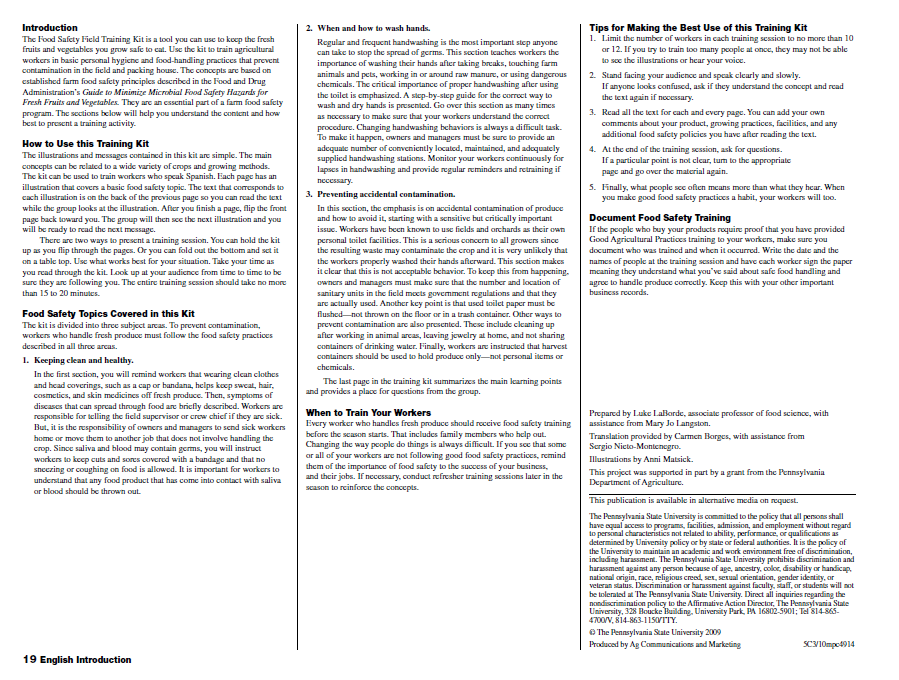 Introduction
The Food Safety Field Training Kit is a tool you can use to keep the fresh
fruits and vegetables you grow safe to eat. Use the kit to train agricultural
workers in basic personal hygiene and food-handling practices that prevent
contamination in the field and packing house. The concepts are based on
established farm food safety principles described in the Food and Drug
Administration's Guide to Minimize Microbial Food Safety Hazards for
Fresh Fruits and Vegetables. They are an essential part of a farm food safety
program. The sections below will help you understand the content and how
best to present a training activity.
How to Use this Training Kit
The illustrations and messages contained in this kit are simple. The main
concepts can be related to a wide variety of crops and growing methods.
The kit can be used to train workers who speak Spanish. Each page has an
illustration that covers a basic food safety topic. The text that corresponds to
each illustration is on the back of the previous page so you can read the text
while the group looks at the illustration. After you finish a page, flip the front
page back toward you. The group will then see the next illustration and you
will be ready to read the next message.
There are two ways to present a training session. You can hold the kit
up as you flip through the pages. Or you can fold out the bottom and set it
on a table top. Use what works best for your situation. Take your time as
you read through the kit. Look up at your audience from time to time to be
sure they are following you. The entire training session should take no more
than 15 to 20 minutes.
Food Safety Topics Covered in this Kit
The kit is divided into three subject areas. To prevent contamination,
workers who handle fresh produce must follow the food safety practices
described in all three areas.
1. Keeping clean and healthy.
In the first section, you will remind workers that wearing clean clothes
and head coverings, such as a cap or bandana, helps keep sweat, hair,
cosmetics, and skin medicines off fresh produce. Then, symptoms of
diseases that can spread through food are briefly described. Workers are
responsible for telling the field supervisor or crew chief if they are sick.
But, it is the responsibility of owners and managers to send sick workers
home or move them to another job that does not involve handling the
crop. Since saliva and blood may contain germs, you will instruct
workers to keep cuts and sores covered with a bandage and that no
sneezing or coughing on food is allowed. It is important for workers to
understand that any food product that has come into contact with saliva
or blood should be thrown out.
19 English Introduction
2. When and how to wash hands.
Regular and frequent handwashing is the most important step anyone
can take to stop the spread of germs. This section teaches workers the
importance of washing their hands after taking breaks, touching farm
animals and pets, working in or around raw manure, or using dangerous
chemicals. The critical importance of proper handwashing after using
the toilet is emphasized. A step-by-step guide for the correct way to
wash and dry hands is presented. Go over this section as many times
as necessary to make sure that your workers understand the correct
procedure. Changing handwashing behaviors is always a difficult task.
To make it happen, owners and managers must be sure to provide an
adequate number of conveniently located, maintained, and adequately
supplied handwashing stations. Monitor your workers continuously for
lapses in handwashing and provide regular reminders and retraining if
necessary.
3. Preventing accidental contamination.
In this section, the emphasis is on accidental contamination of produce
and how to avoid it, starting with a sensitive but critically important
issue. Workers have been known to use fields and orchards as their own
personal toilet facilities. This is a serious concern to all growers since
the resulting waste may contaminate the crop and it is very unlikely that
the workers properly washed their hands afterward. This section makes
it clear that this is not acceptable behavior. To keep this from happening,
owners and managers must make sure that the number and location of
sanitary units in the field meets government regulations and that they
are actually used. Another key point is that used toilet paper must be
flushed—not thrown on the floor or in a trash container. Other ways to
prevent contamination are also presented. These include cleaning up
after working in animal areas, leaving jewelry at home, and not sharing
containers of drinking water. Finally, workers are instructed that harvest
containers should be used to hold produce only—not personal items or
chemicals.
The last page in the training kit summarizes the main learning points
and provides a place for questions from the group.
When to Train Your Workers
Every worker who handles fresh produce should receive food safety training
before the season starts. That includes family members who help out.
Changing the way people do things is always difficult. If you see that some
or all of your workers are not following good food safety practices, remind
them of the importance of food safety to the success of your business,
and their jobs. If necessary, conduct refresher training sessions later in the
season to reinforce the concepts.
Tips for Making the Best Use of this Training Kit
1. Limit the number of workers in each training session to no more than 10
or 12. If you try to train too many people at once, they may not be able
to see the illustrations or hear your voice.
2. Stand facing your audience and speak clearly and slowly.
If anyone looks confused, ask if they understand the concept and read
the text again if necessary.
3. Read all the text for each and every page. You can add your own
comments about your product, growing practices, facilities, and any
additional food safety policies you have after reading the text.
4. At the end of the training session, ask for questions.
If a particular point is not clear, turn to the appropriate
page and go over the material again.
5. Finally, what people see often means more than what they hear. When
you make good food safety practices a habit, your workers will too.
Document Food Safety Training
If the people who buy your products require proof that you have provided
Good Agricultural Practices training to your workers, make sure you
document who was trained and when it occurred. Write the date and the
names of people at the training session and have each worker sign the paper
meaning they understand what you've said about safe food handling and
agree to handle produce correctly. Keep this with your other important
business records.
Prepared by Luke LaBorde, associate professor of food science, with
assistance from Mary Jo Langston.
Translation provided by Carmen Borges, with assistance from
Sergio Nieto-Montenegro.
Illustrations by Anni Matsick.
This project was supported in part by a grant from the Pennsylvania
Department of Agriculture.
This publication is available in alternative media on request.
The Pennsylvania State University is committed to the policy that all persons shall
have equal access to programs, facilities, admission, and employment without regard
to personal characteristics not related to ability, performance, or qualifications as
determined by University policy or by state or federal authorities. It is the policy of
the University to maintain an academic and work environment free of discrimination,
including harassment. The Pennsylvania State University prohibits discrimination and
harassment against any person because of age, ancestry, color, disability or handicap,
national origin, race, religious creed, sex, sexual orientation, gender identity, or
veteran status. Discrimination or harassment against faculty, staff, or students will not
be tolerated at The Pennsylvania State University. Direct all inquiries regarding the
nondiscrimination policy to the Affirmative Action Director, The Pennsylvania State
University, 328 Boucke Building, University Park, PA 16802-5901; Tel 814-865-
4700/V, 814-863-1150/TTY.
© The Pennsylvania State University 2009
Produced by Ag Communications and Marketing 5C3/10mpc4914